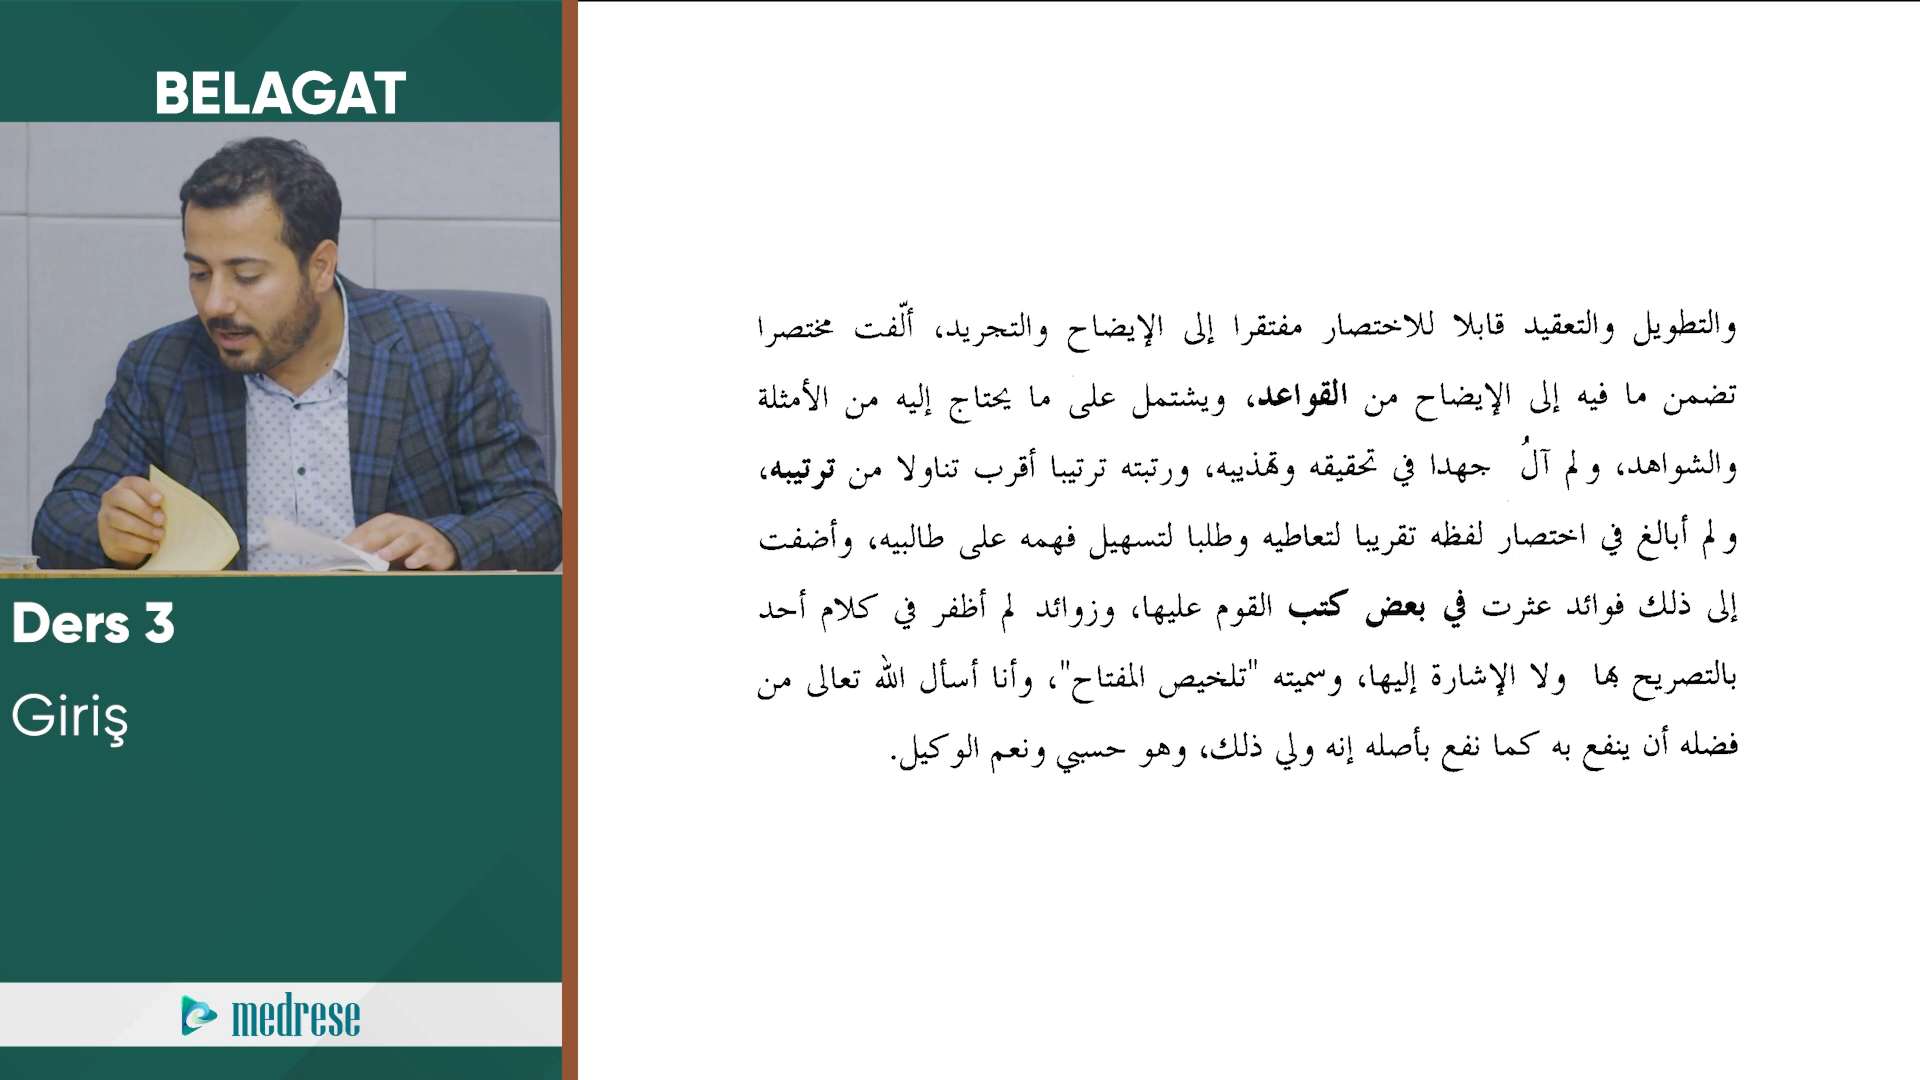 BELAGAT
Ders 3
Giriş
medrese
والتطويل والتعقيد قابلا للاختصار مفتقرا إلى الإيضاح والتجريد، ألّفت مختصرا
تضمن ما فيه إلى الإيضاح من القواعد، ويشتمل على ما يحتاج إليه من الأمثلة
والشواهد، ولم آلُ جهدا في تحقيقه وتهذيبه، ورتبته ترتيبا أقرب تناولا من ترتيبه،
ولم أبالغ في اختصار لفظه تقريبا لتعاطيه وطلبا لتسهيل فهمه على طالبيه، وأضفت
إلى ذلك فوائد عثرت في بعض كتب القوم عليها، وزوائد لم أظفر في كلام أحد
بالتصريح بها ولا الإشارة إليها، وسميته "تلخيص المفتاح"، وأنا أسأل الله تعالى من
فضله أن ينفع به كما نفع بأصله إنه ولي ذلك، وهو حسبي ونعم الوكيل.